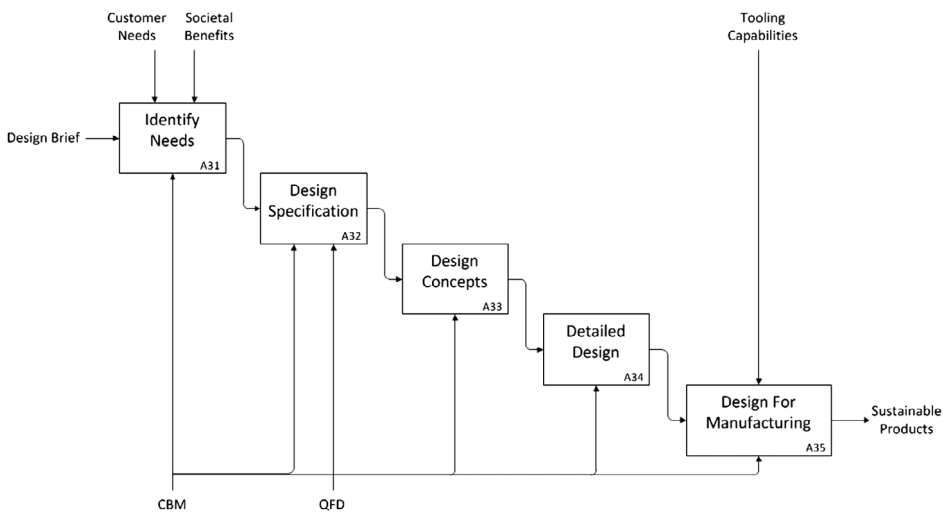 Customer
Needs
Societal
Benefits
Tooling
Capabilities
Design Brief
Identify
Needs
A31
Design
Specification
A32
Design
Concepts
A33
Detailed
Design
A34
Design For
Manufacturing
A35
Sustainable
Products
CBM
QFD